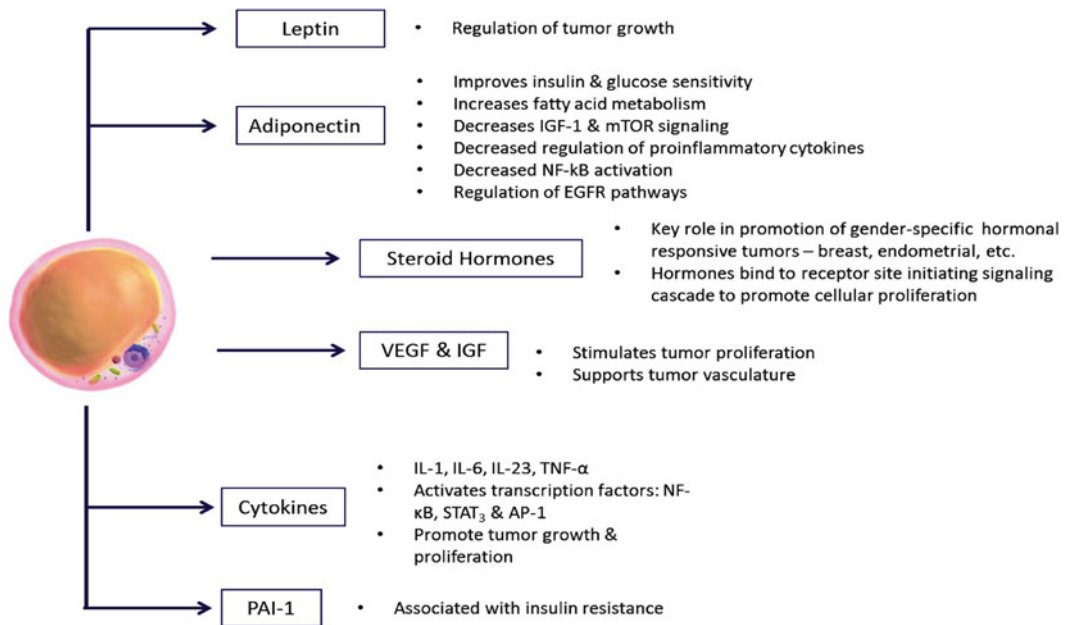 Leptin
• Regulation of tumor growth
Adiponectin
• Improves insulin & glucose sensitivity
• Increases fatty acid metabolism
• Decreases IGF-1 & mTOR signaling
• Decreased regulation of proinflammatory cytokines
• Decreased NF-kB activation
• Regulation of EGFR pathways
Steroid Hormones
• Key role in promotion of gender-specific hormonal
responsive tumors – breast, endometrial, etc.
• Hormones bind to receptor site initiating signaling
cascade to promote cellular proliferation
VEGF & IGF
• Stimulates tumor proliferation
• Supports tumor vasculature
Cytokines
• IL-1, IL-6, IL-23, TNF-α
• Activates transcription factors: NF-
κB, STAT₃ & AP-1
• Promote tumor growth &
proliferation
PAI-1
• Associated with insulin resistance